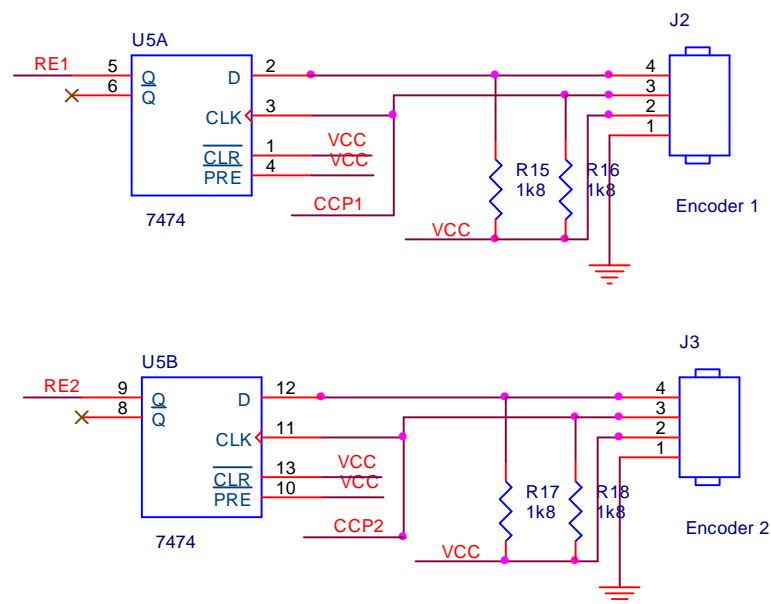 J2
U5A
RE1
5
Q
6
Q
D
2
CLK
3
CLR
1
VCC
PRE
4
VCC
CCP1
7474
4
3
2
1
R15
1k8
R16
1k8
VCC
Encoder 1
J3
U5B
RE2
9
Q
8
Q
D
12
CLK
11
CLR
13
VCC
PRE
10
VCC
CCP2
7474
4
3
2
1
R17
1k8
R18
1k8
VCC
Encoder 2